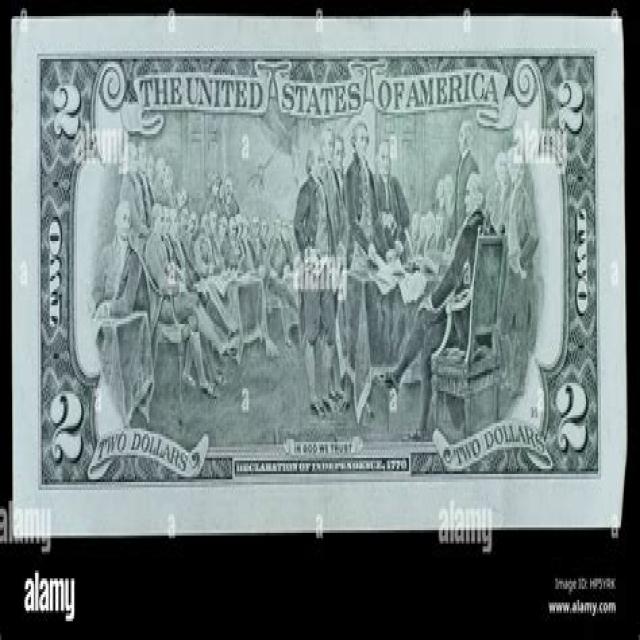 THE UNITED STATES OF AMERICA
2
2
TWO
TWO
2
2
TWO DOLLARS
IN GOD WE TRUST
TWO DOLLARS
DECLARATION OF INDEPENDENCE, 1776
alamy
alamy
alamy
alamy
alamy
alamy
Image ID: HP5YRK
www.alamy.com